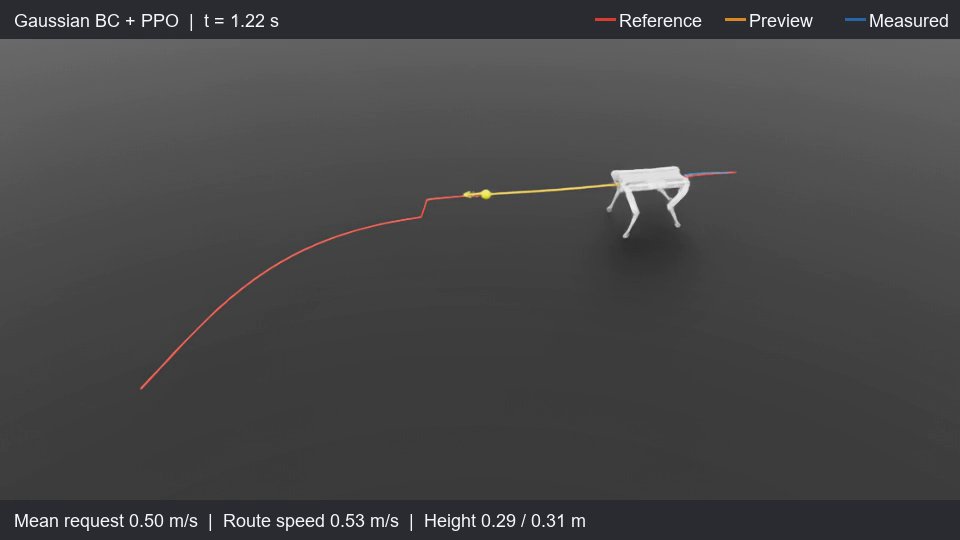 Gaussian BC + PPO | t = 1.22 s
Reference Preview Measured
Mean request 0.50 m/s | Route speed 0.53 m/s | Height 0.29 / 0.31 m